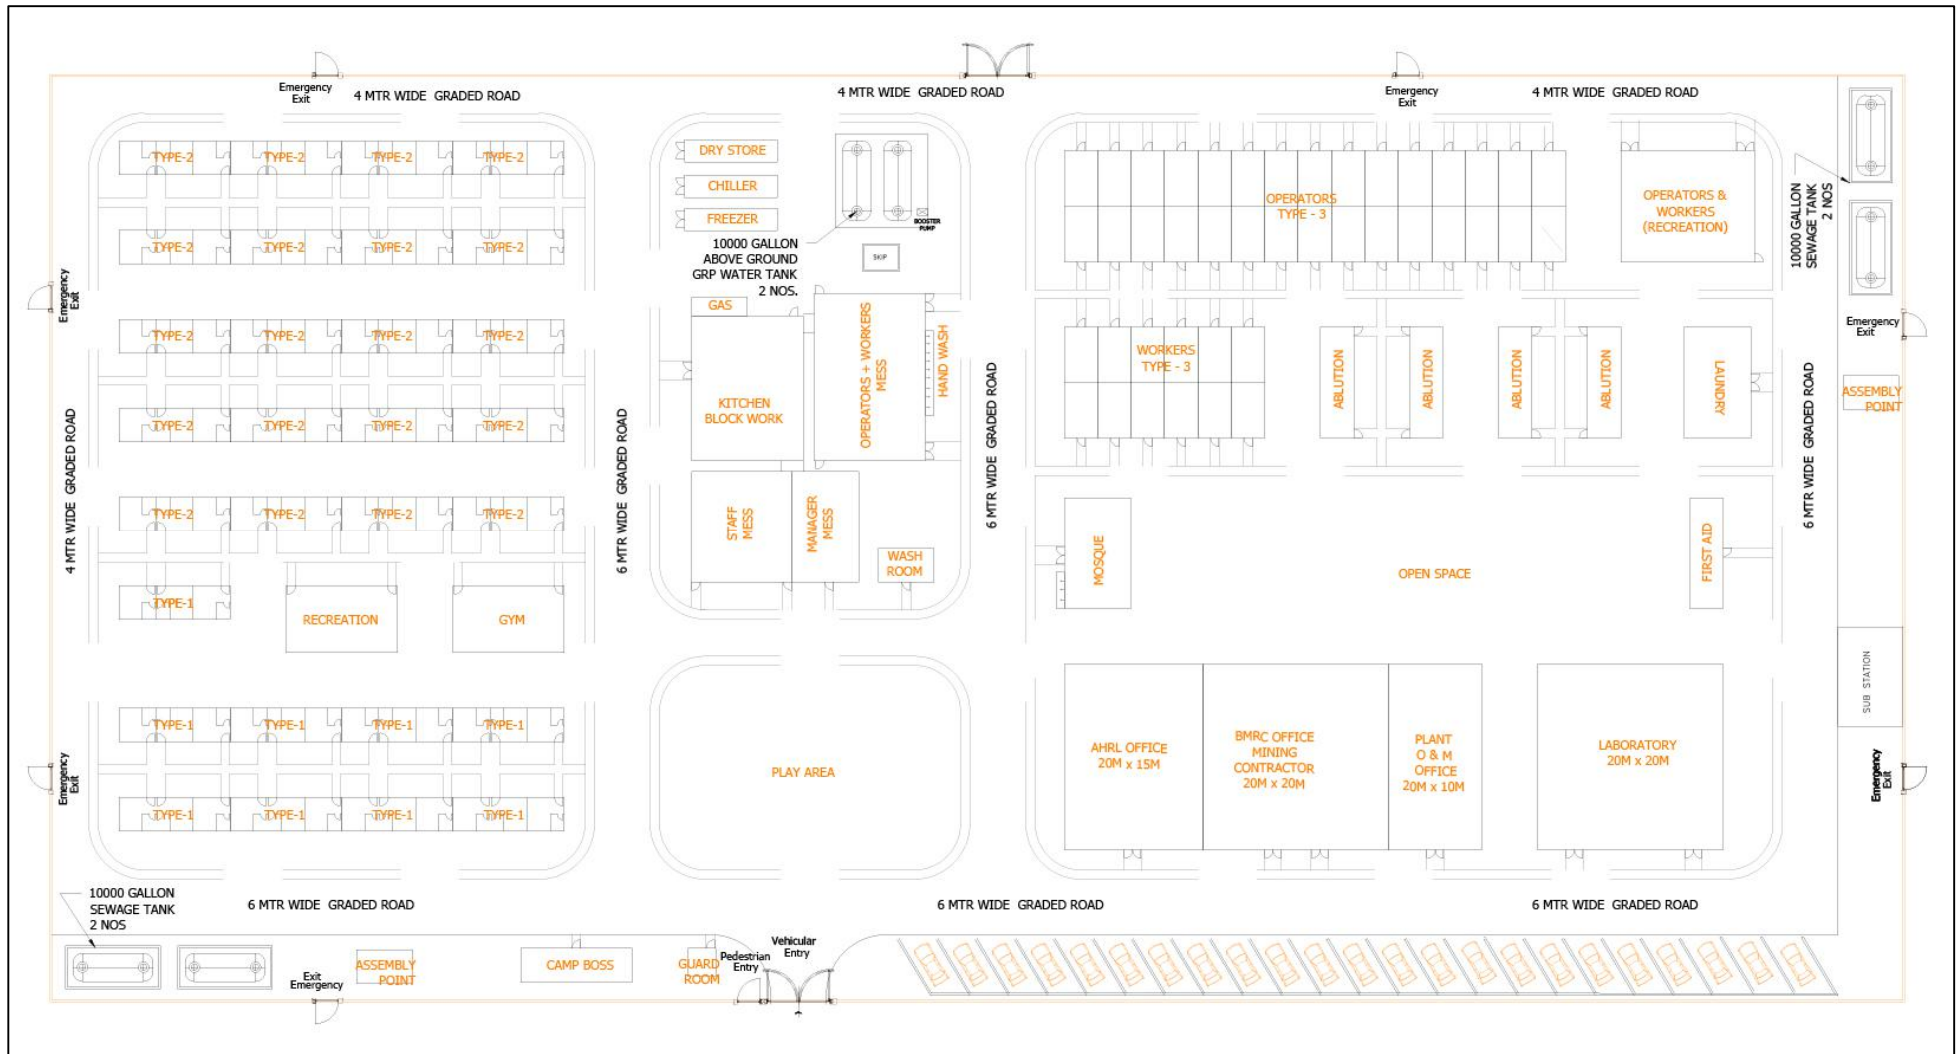 Emergency
Exit
4 MTR WIDE GRADED ROAD
4 MTR WIDE GRADED ROAD
Emergency
Exit
4 MTR WIDE GRADED ROAD
TYPE-2
TYPE-2
TYPE-2
TYPE-2
DRY STORE
CHILLER
FREEZER
BOOSTER
PUMP
10000 GALLON
ABOVE GROUND
GRP WATER TANK
2 NOS.
SKIP
OPERATORS
TYPE - 3
OPERATORS &
WORKERS
(RECREATION)
10000 GALLON
SEWAGE TANK
2 NOS
TYPE-2
TYPE-2
TYPE-2
TYPE-2
Emergency
Exit
GAS
TYPE-2
TYPE-2
TYPE-2
TYPE-2
KITCHEN
BLOCK WORK
OPERATORS + WORKERS
MESS
HAND WASH
WORKERS
TYPE - 3
ABLUTION
ABLUTION
ABLUTION
ABLUTION
LAUNDRY
Emergency
Exit
ASSEMBLY
POINT
4 MTR WIDE GRADED ROAD
TYPE-2
TYPE-2
TYPE-2
TYPE-2
6 MTR WIDE GRADED ROAD
6 MTR WIDE GRADED ROAD
6 MTR WIDE GRADED ROAD
TYPE-2
TYPE-2
TYPE-2
TYPE-2
STAFF
MESS
MANAGER
MESS
WASH
ROOM
MOSQUE
OPEN SPACE
FIRST AID
TYPE-1
RECREATION
GYM
SUB STATION
TYPE-1
TYPE-1
TYPE-1
TYPE-1
Emergency
Exit
PLAY AREA
AHRL OFFICE
20M x 15M
BMRC OFFICE
MINING
CONTRACTOR
20M x 20M
PLANT
O & M
OFFICE
20M x 10M
LABORATORY
20M x 20M
Emergency
Exit
TYPE-1
TYPE-1
TYPE-1
TYPE-1
10000 GALLON
SEWAGE TANK
2 NOS
6 MTR WIDE GRADED ROAD
6 MTR WIDE GRADED ROAD
6 MTR WIDE GRADED ROAD
ASSEMBLY
POINT
CAMP BOSS
GUARD
ROOM
Pedestrian
Entry
Vehicular
Entry
Exit
Emergency